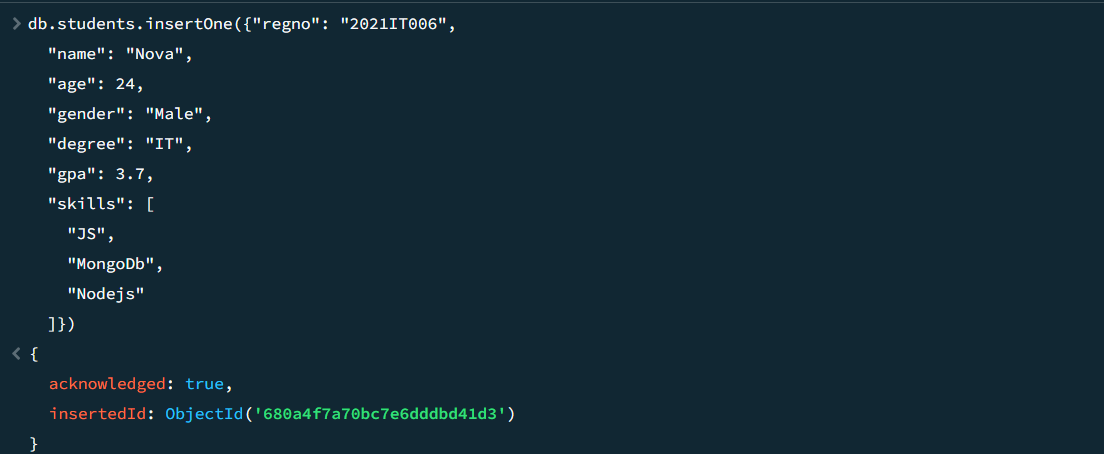 > db.students.insertOne({"regno": "2021IT006",
"name": "Nova",
"age": 24,
"gender": "Male",
"degree": "IT",
"gpa": 3.7,
"skills": [
"JS",
"MongoDb",
"Nodejs"
]})
< {
acknowledged: true,
insertedId: ObjectId('680a4f7a70bc7e6dddbd41d3')
}